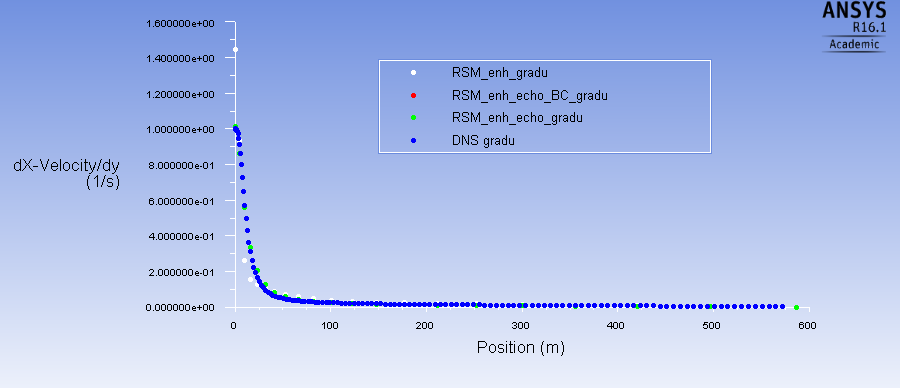 ANSYS
R16.1
Academic
1.600000e+00
1.400000e+00
1.200000e+00
1.000000e+00
8.000000e-01
6.000000e-01
4.000000e-01
2.000000e-01
0.000000e+00
dX-Velocity/dy
(1/s)
RSM_enh_gradu
RSM_enh_echo_BC_gradu
RSM_enh_echo_gradu
DNS gradu
0 100 200 300 400 500 600
Position (m)